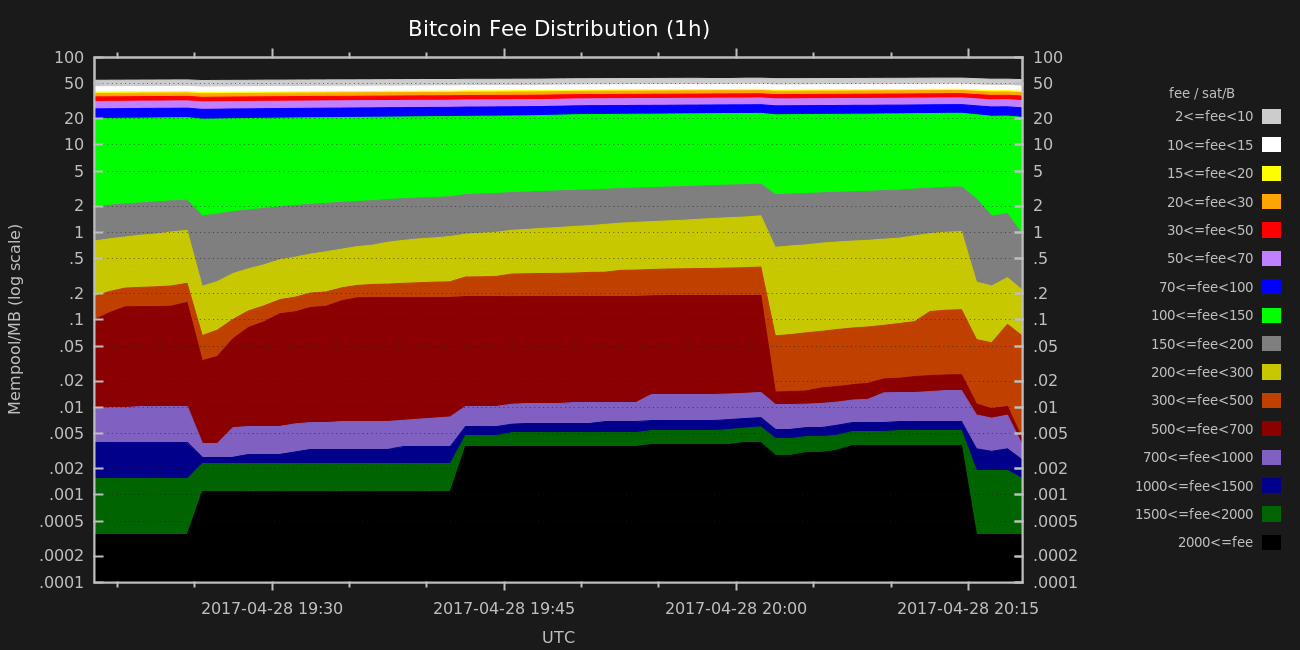 Bitcoin Fee Distribution (1h)
Mempool/MB (log scale)
100
50
20
10
5
2
1
.5
.2
.1
.05
.02
.01
.005
.002
.001
.0005
.0002
.0001
100
50
20
10
5
2
1
.5
.2
.1
.05
.02
.01
.005
.002
.001
.0005
.0002
.0001
2017-04-28 19:30
2017-04-28 19:45
2017-04-28 20:00
2017-04-28 20:15
UTC
fee / sat/B
2<=fee<10
10<=fee<15
15<=fee<20
20<=fee<30
30<=fee<50
50<=fee<70
70<=fee<100
100<=fee<150
150<=fee<200
200<=fee<300
300<=fee<500
500<=fee<700
700<=fee<1000
1000<=fee<1500
1500<=fee<2000
2000<=fee